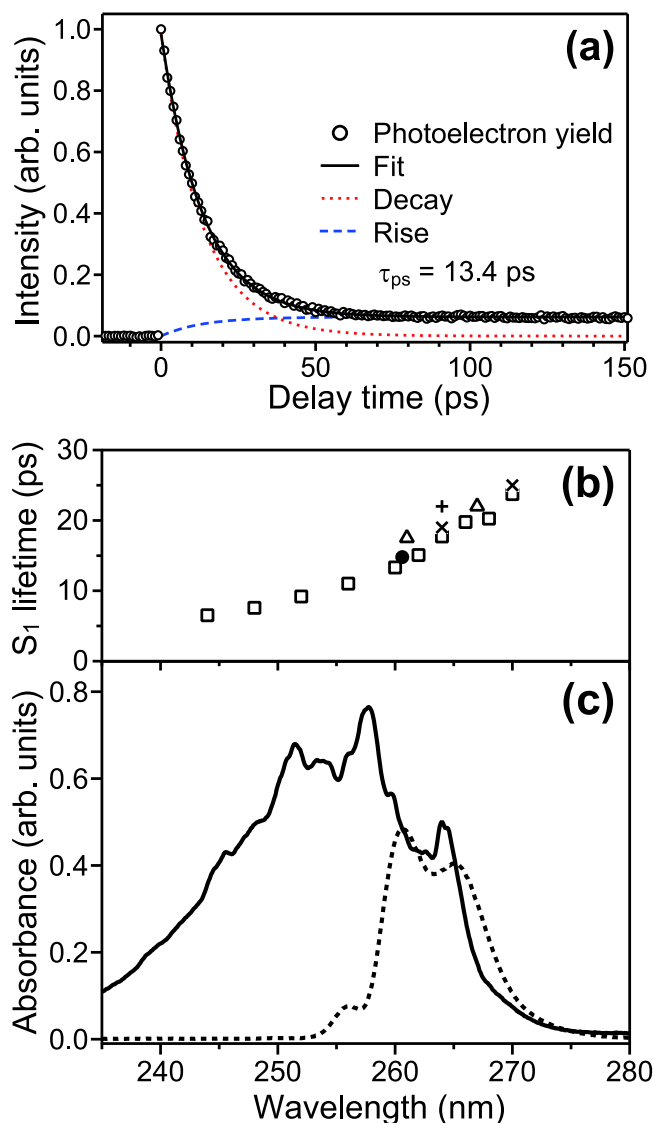 (a)
1.0
0.8
0.6
0.4
0.2
0.0
Intensity (arb. units)
Photoelectron yield
Fit
Decay
Rise
τps = 13.4 ps
0
50
100
150
Delay time (ps)
(b)
30
20
10
0
S1 lifetime (ps)
(c)
0.8
0.6
0.4
0.2
0.0
Absorbance (arb. units)
240
250
260
270
280
Wavelength (nm)